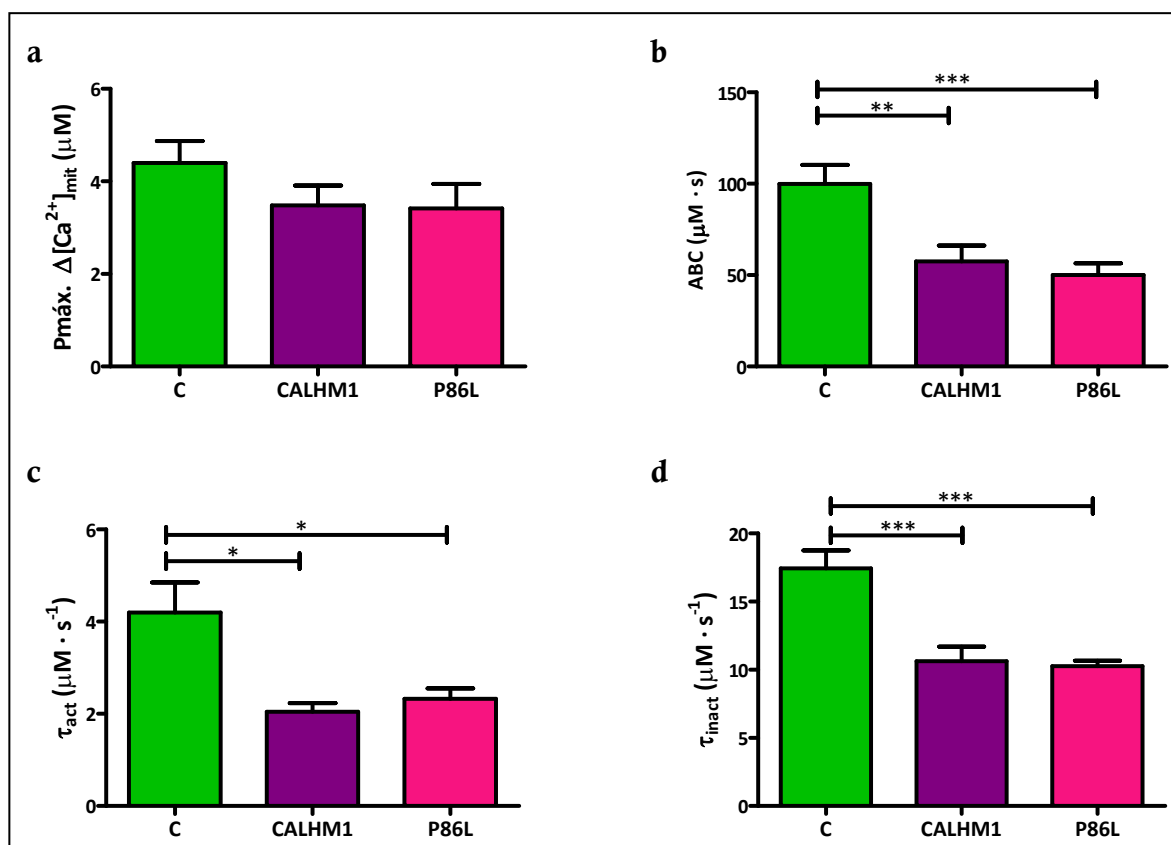 a
Pmáx. Δ[Ca²⁺]mit (μM)
6
4
2
0
C CALHM1 P86L
b
ABC (μM · s)
150
100
50
0
***
**
C CALHM1 P86L
c
τact (μM · s⁻¹)
6
4
2
0
*
*
C CALHM1 P86L
d
τinact (μM · s⁻¹)
20
15
10
5
0
***
***
C CALHM1 P86L